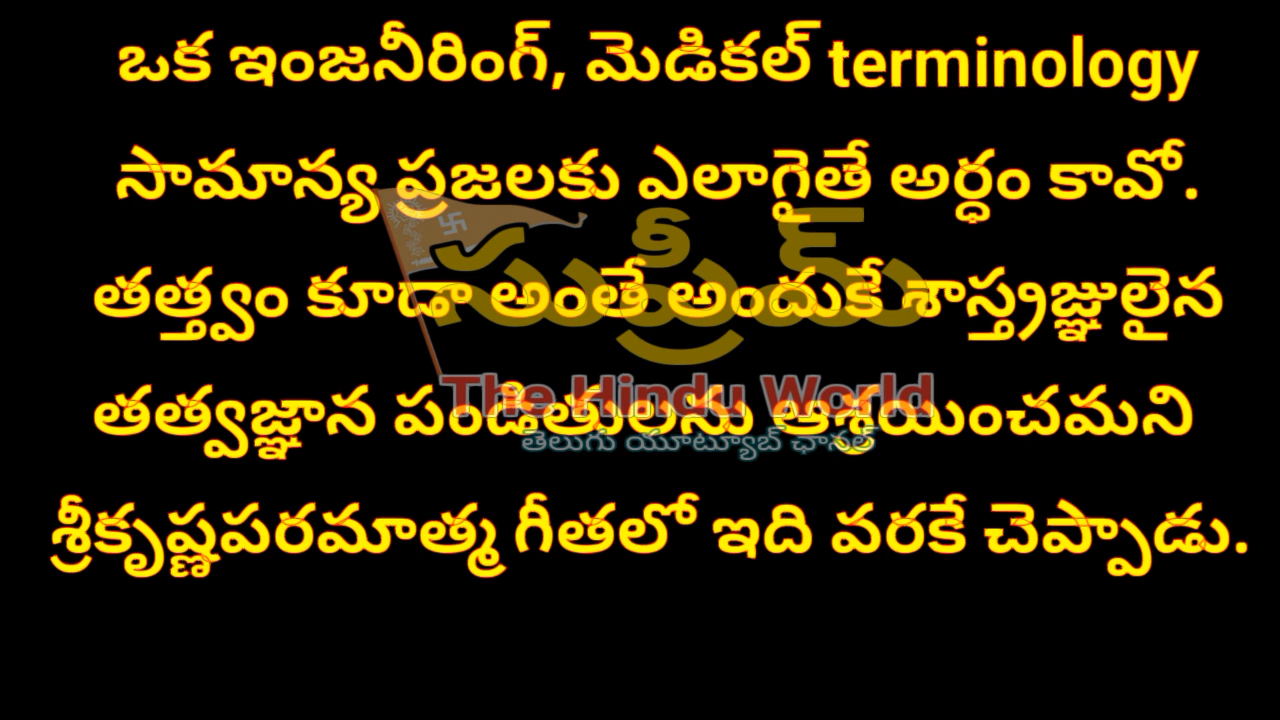 ఒక ఇంజనీరింగ్, మెడికల్ terminology
సామాన్య ప్రజలకు ఎలాగైతే అర్ధం కావో.
సుప్రీమ్
తత్త్వం కూడా అంతే అందుకే శాస్త్రజ్ఞులైన
The Hindu World
తత్వజ్ఞాన పండితులను ఆశ్రయించమని
తెలుగు యూట్యూబ్ ఛానల్
శ్రీకృష్ణపరమాత్మ గీతలో ఇది వరకే చెప్పాడు.